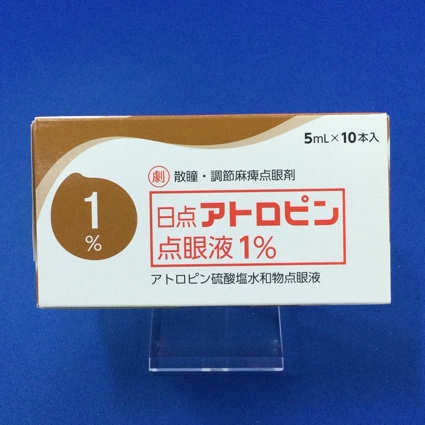 5mL×10本入
劇 散瞳・調節麻痺点眼剤
1
%
日点アトロピン
点眼液1%
アトロピン硫酸塩水和物点眼液